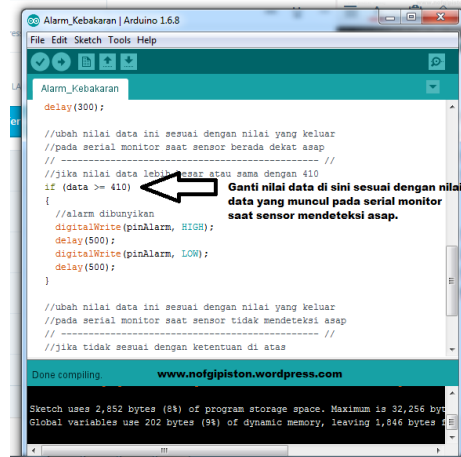 Alarm_Kebakaran | Arduino 1.6.8
File Edit Sketch Tools Help
Alarm_Kebakaran
delay(300);
//ubah nilai data ini sesuai dengan nilai yang keluar
//pada serial monitor saat sensor berada dekat asap
// ---------------------------------------- //
//jika nilai data lebih besar atau sama dengan 410
if (data >= 410)
Ganti nilai data di sini sesuai dengan nilai
{
data yang muncul pada serial monitor
//alarm dibunyikan
saat sensor mendeteksi asap.
digitalWrite(pinAlarm, HIGH);
delay(500);
digitalWrite(pinAlarm, LOW);
delay(500);
}
//ubah nilai data ini sesuai dengan nilai yang keluar
//pada serial monitor saat sensor tidak mendeteksi asap
// ---------------------------------------- //
//jika tidak sesuai dengan ketentuan di atas
Done compiling.
www.nofgipiston.wordpress.com
Sketch uses 2,852 bytes (8%) of program storage space. Maximum is 32,256 byt
Global variables use 202 bytes (9%) of dynamic memory, leaving 1,846 bytes f